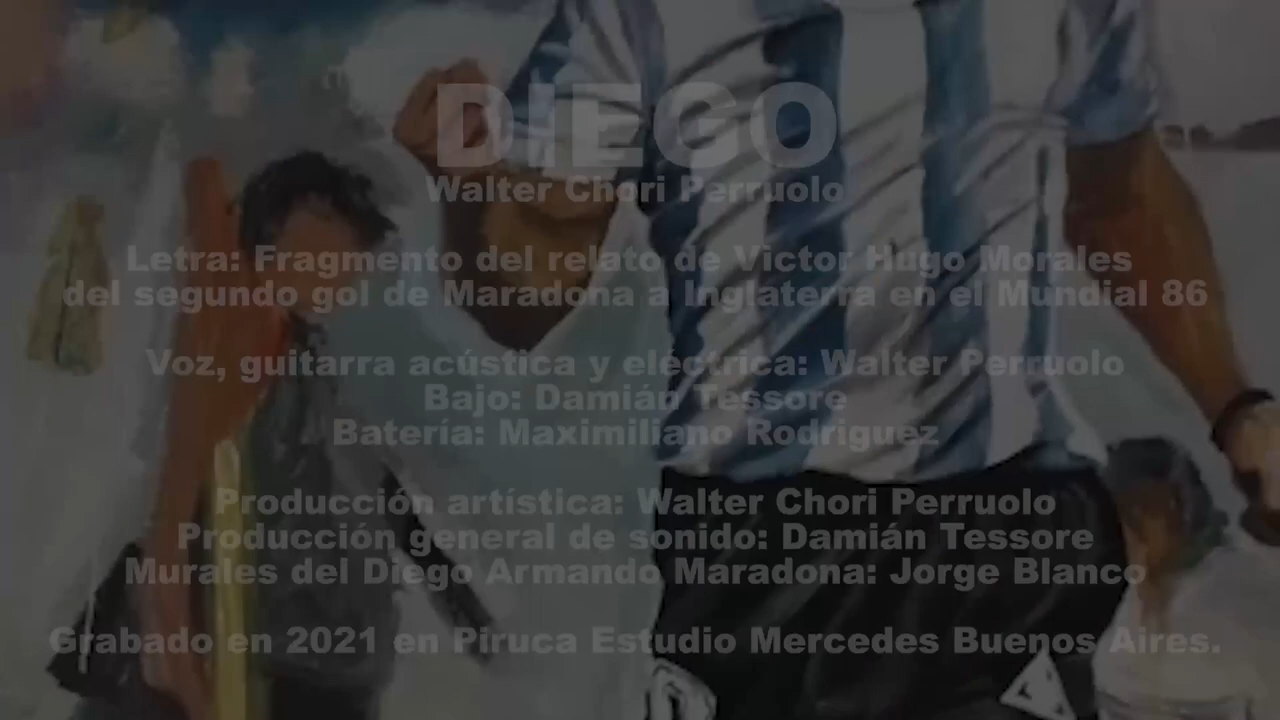 DIEGO
Walter Chori Perruolo
Letra: Fragmento del relato de Victor Hugo Morales
del segundo gol de Maradona a Inglaterra en el Mundial 86
Voz, guitarra acústica y eléctrica: Walter Perruolo
Bajo: Damián Tessore
Batería: Maximiliano Rodriguez
Producción artística: Walter Chori Perruolo
Producción general de sonido: Damián Tessore
Murales del Diego Armando Maradona: Jorge Blanco
Grabado en 2021 en Piruca Estudio Mercedes Buenos Aires.